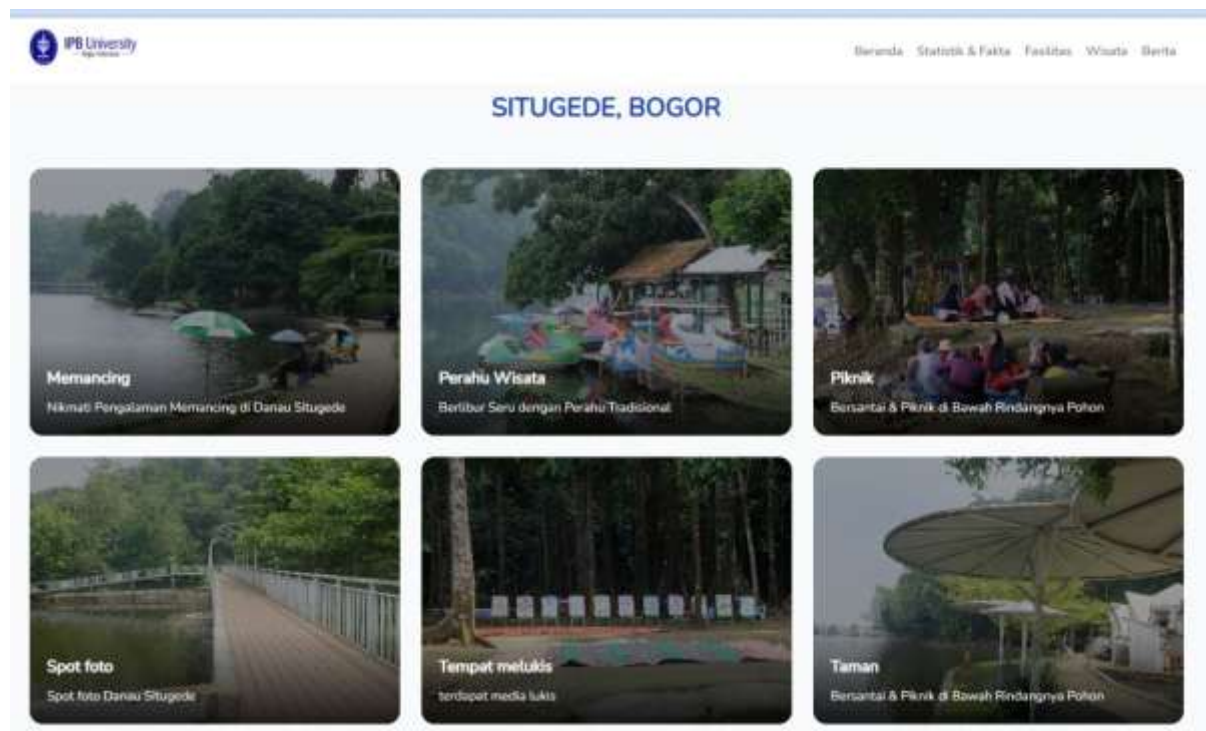 IPB University
Beranda Statistik & Fakta Fasilitas Wisata Berita
SITUGEDE, BOGOR
Memancing
Nikmati Pengalaman Memancing di Danau Situgede
Perahu Wisata
Berlibur Seru dengan Perahu Tradisional
Piknik
Bersantai & Piknik di Bawah Rindangnya Pohon
Spot foto
Spot foto Danau Situgede
Tempat melukis
terdapat media lukis
Taman
Bersantai & Piknik di Bawah Rindangnya Pohon